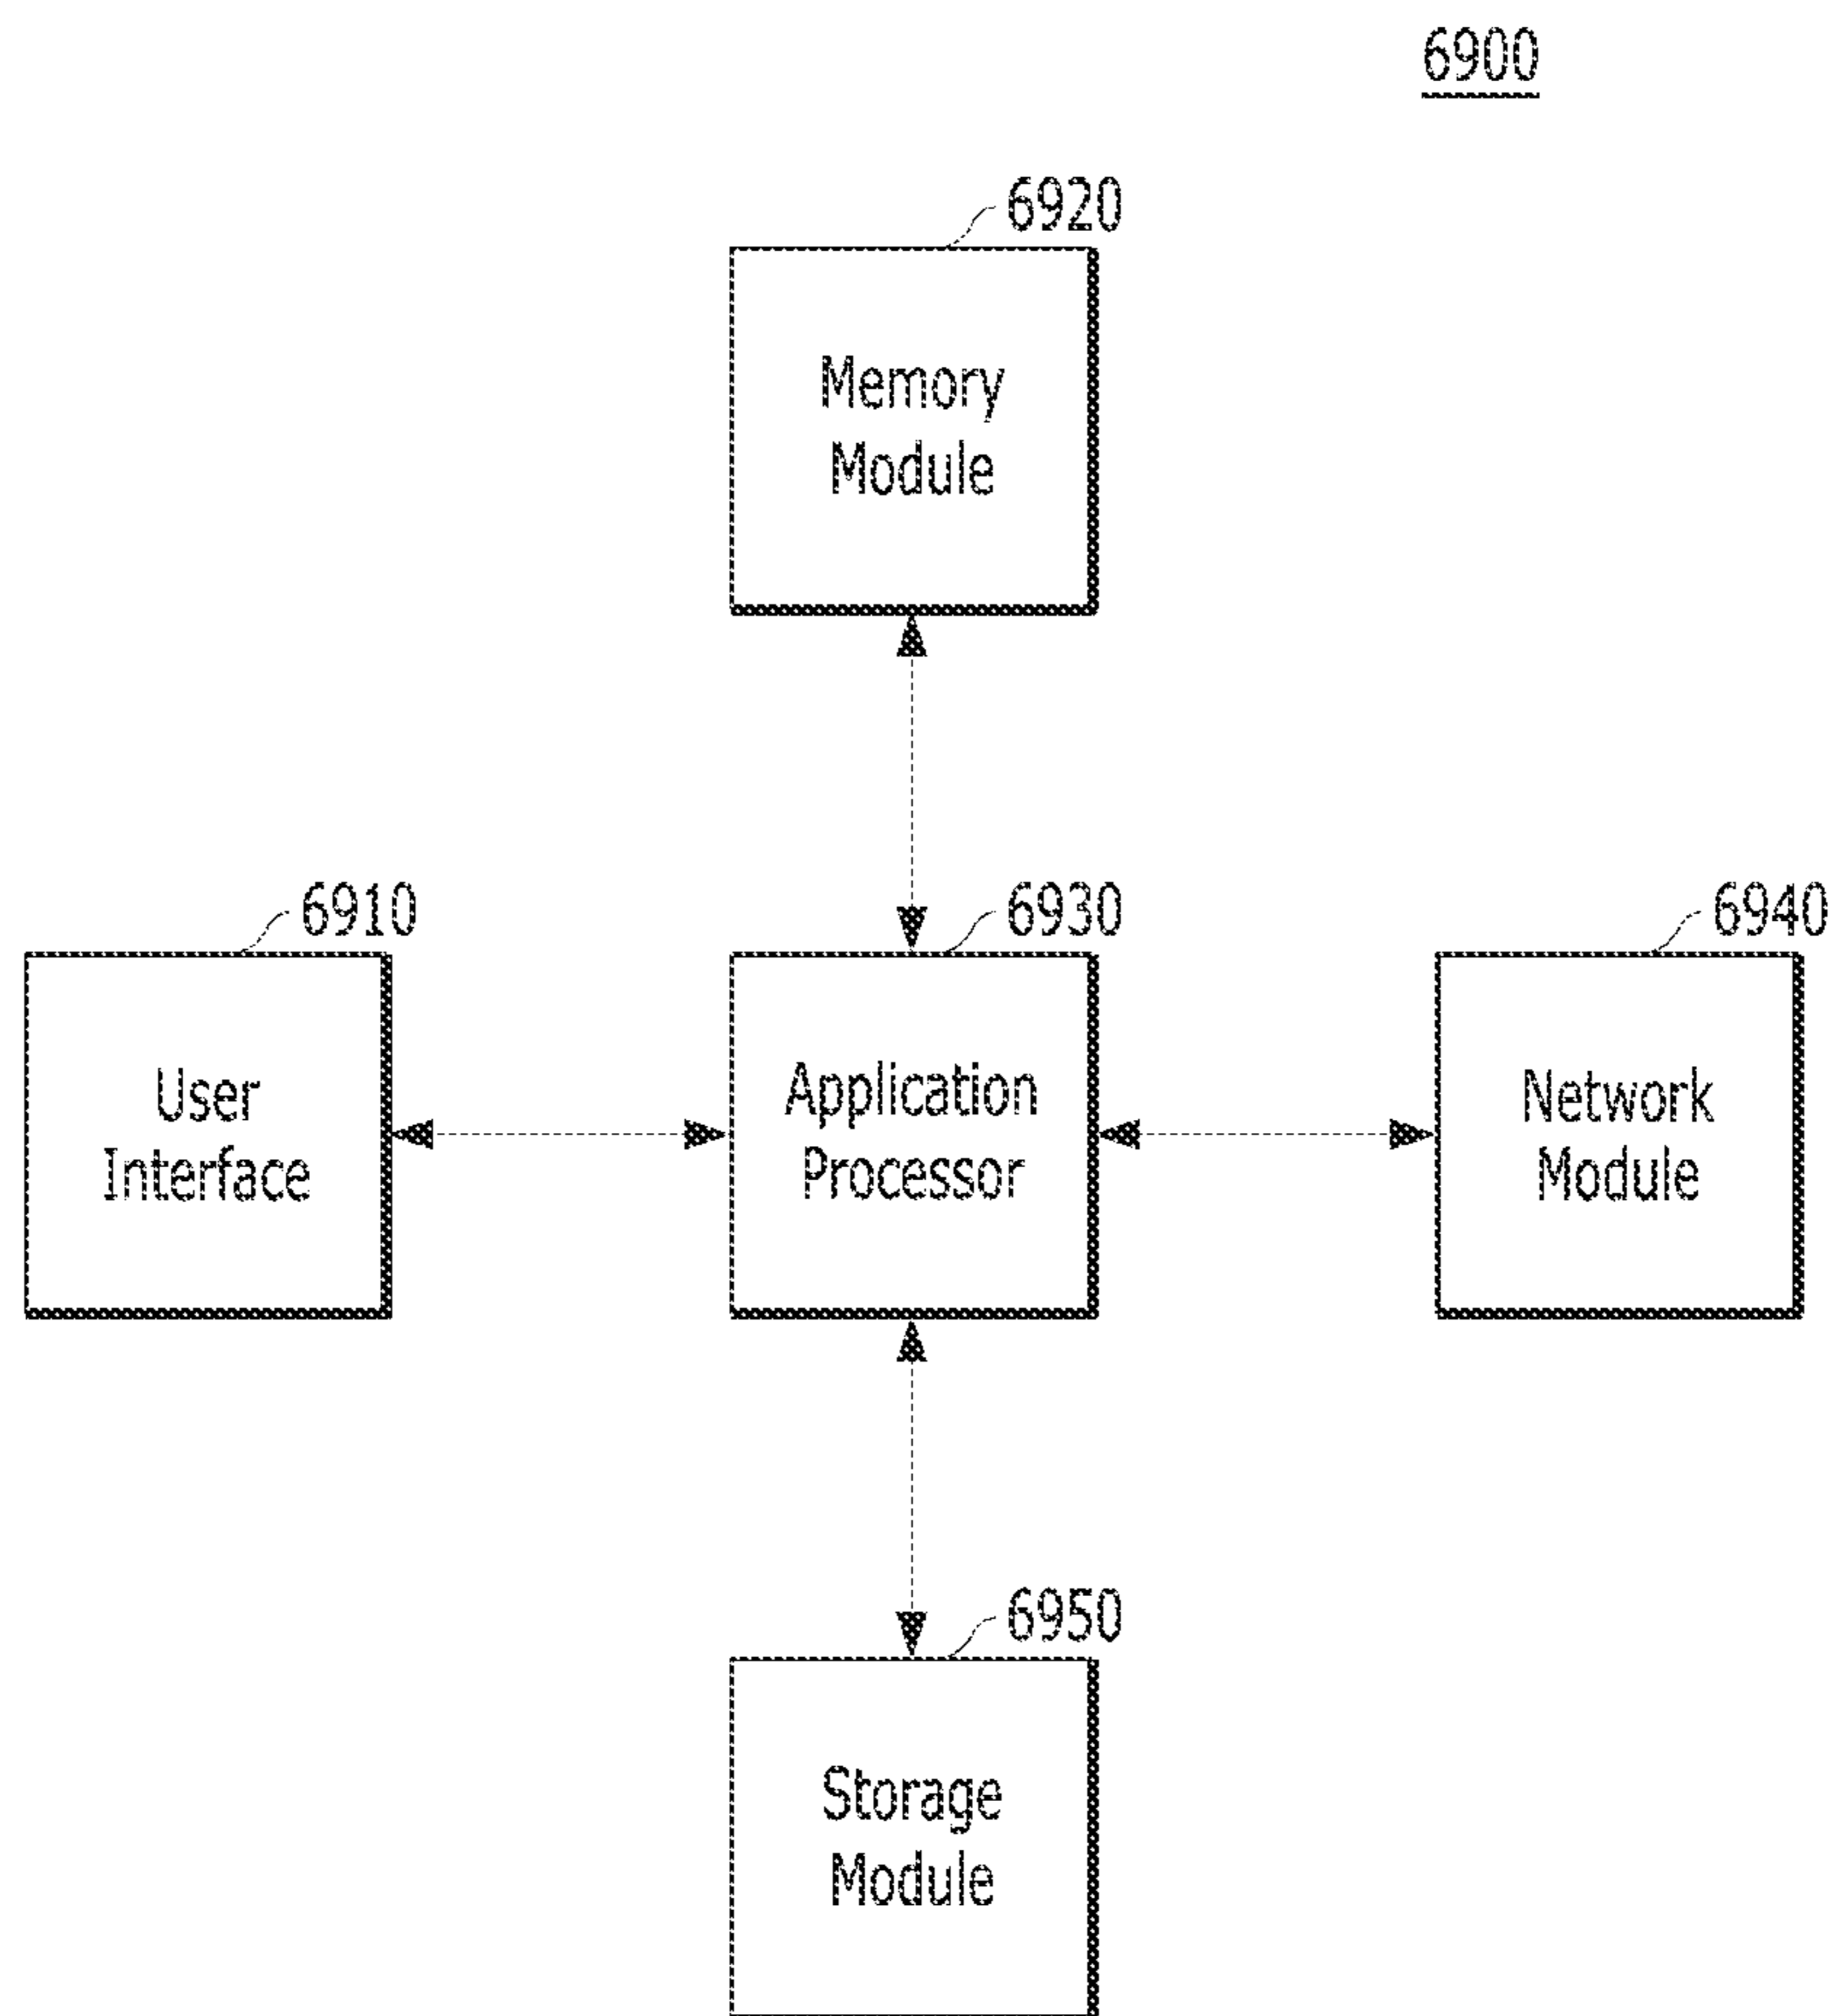 6900
6920
Memory
Module
6910
6930
6940
User
Interface
Application
Processor
Network
Module
6950
Storage
Module